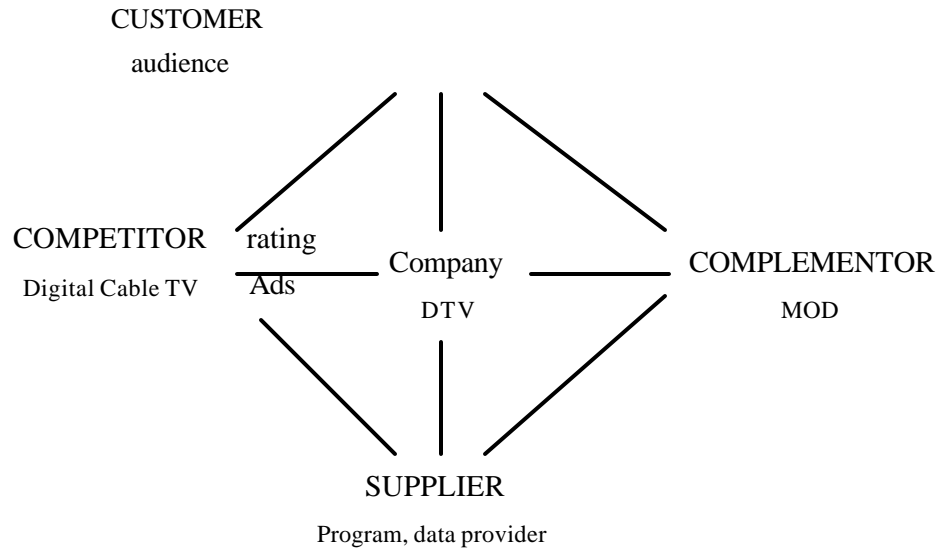 CUSTOMER
audience
COMPETITOR rating
Digital Cable TV Ads
Company
DTV
COMPLEMENTOR
MOD
SUPPLIER
Program, data provider